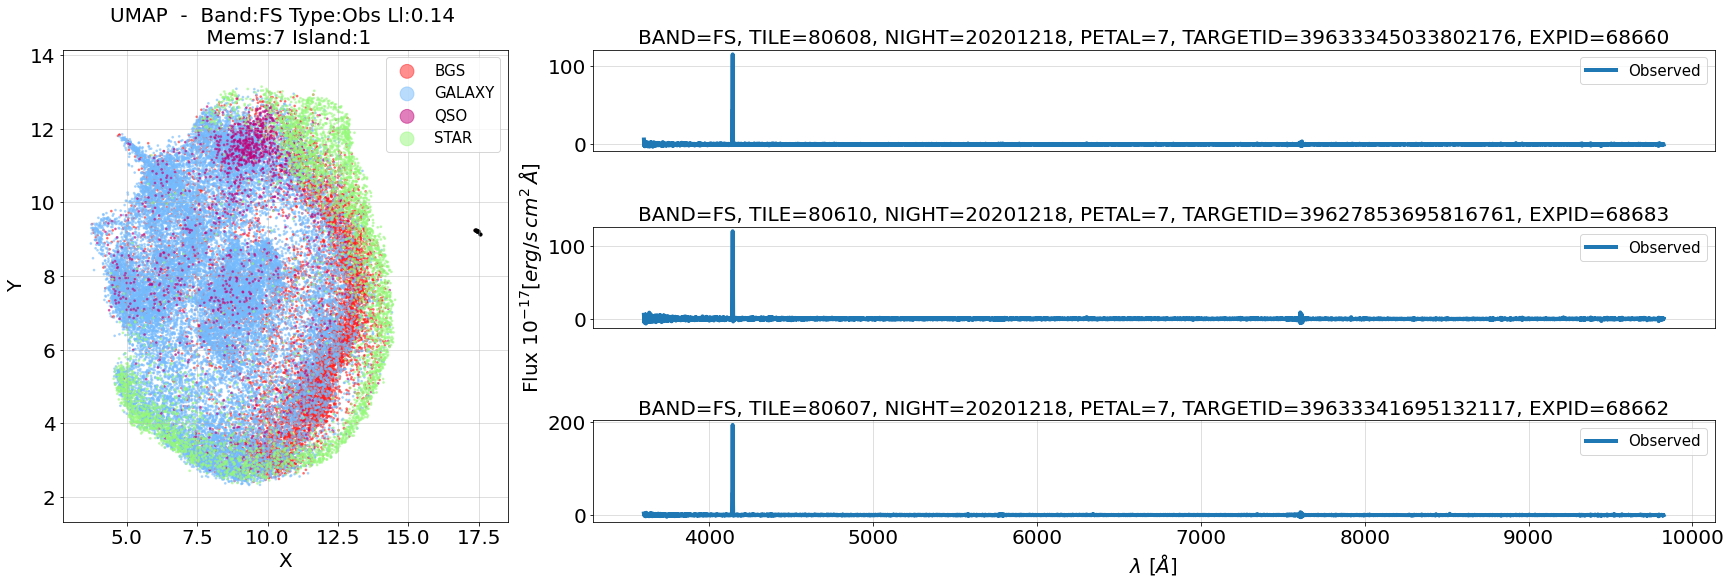 UMAP - Band:FS Type:Obs Ll:0.14
Mems:7 Island:1
14
12
10
8
6
4
2
Y
5.0 7.5 10.0 12.5 15.0 17.5
X
BGS
GALAXY
QSO
STAR
BAND=FS, TILE=80608, NIGHT=20201218, PETAL=7, TARGETID=39633345033802176, EXPID=68660
100
0
Observed
BAND=FS, TILE=80610, NIGHT=20201218, PETAL=7, TARGETID=39627853695816761, EXPID=68683
100
0
Observed
Flux 10⁻¹⁷[erg/s cm² Å]
BAND=FS, TILE=80607, NIGHT=20201218, PETAL=7, TARGETID=39633341695132117, EXPID=68662
200
0
Observed
4000 5000 6000 7000 8000 9000 10000
λ [Å]